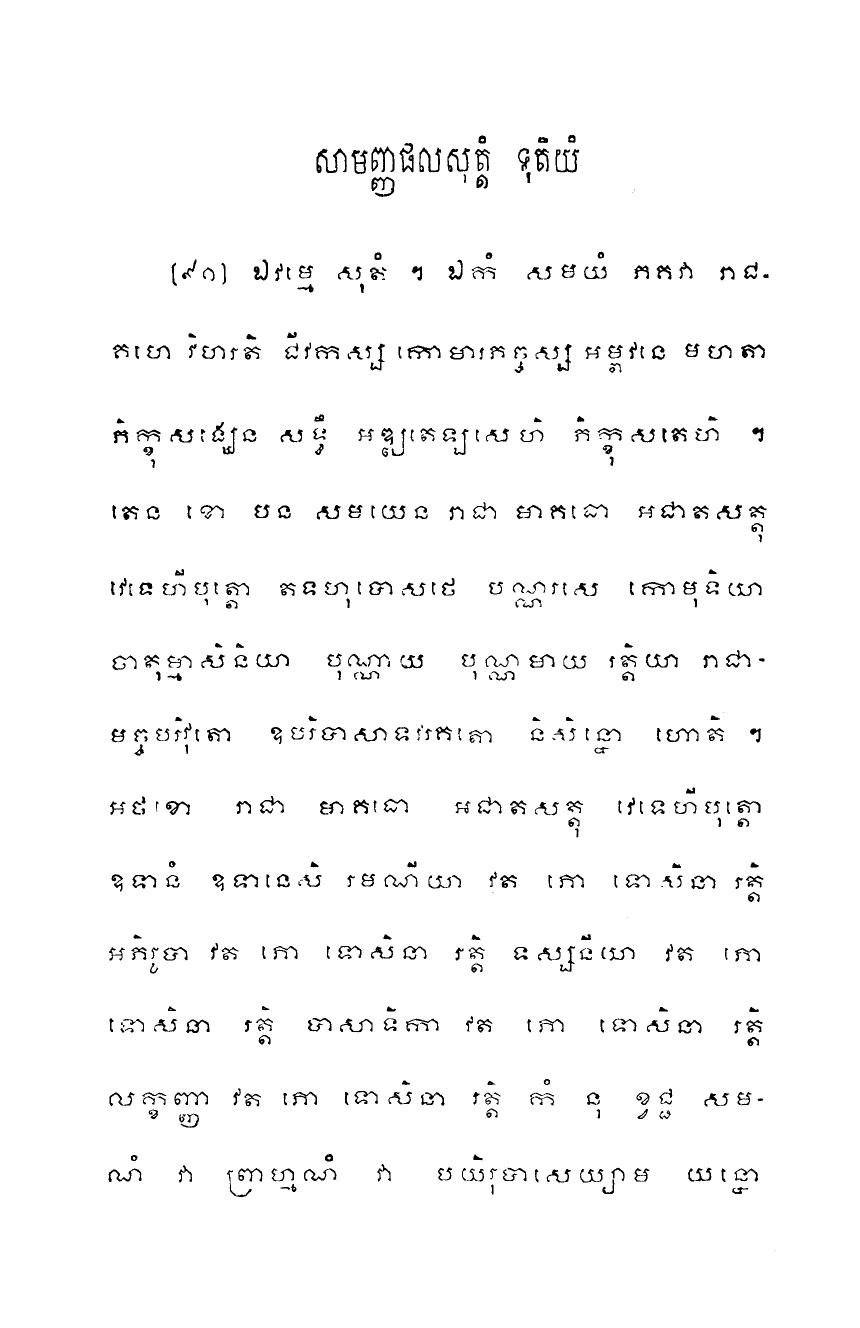 សាមញ្ញផលសុត្តំ ទុតិយំ
[៩១] ឯវម្មេ សុតំ ។ ឯកំ សមយំ ភគវា រាជ-
គហេ វិហរតិ ជីវកស្ស កោមារភច្ចស្ស អម្ពវនេ មហតា
ភិក្ខុសង្ឃេន សទ្ធឹ អឌ្ឍតេឡសេហិ ភិក្ខុសតេហិ ។
តេន ខោ បន សមយេន រាជា មាគធោ អជាតសត្តុ
វេទេហីបុត្តោ តទហុបោសថេ បណ្ណរសេ កោមុទិយា
ចាតុម្មាសិនិយា បុណ្ណាយ បុណ្ណមាយ រត្តិយា រាជា-
មច្ចបរិវុតោ ឧបរិបាសាទវរគតោ និសិន្នោ ហោតិ ។
អថខោ រាជា មាគធោ អជាតសត្តុ វេទេហីបុត្តោ
ឧទានំ ឧទានេសិ រមណីយា វត ភោ ទោសិនា រត្តិ
អភិរូបា វត ភោ ទោសិនា រត្តិ ទស្សនីយា វត ភោ
ទោសិនា រត្តិ បាសាទិកា វត ភោ ទោសិនា រត្តិ
លក្ខញ្ញា វត ភោ ទោសិនា រត្តិ កំ នុ ខ្វជ្ជ សម-
ណំ វា ព្រាហ្មណំ វា បយិរុបាសេយ្យាម យន្នោ